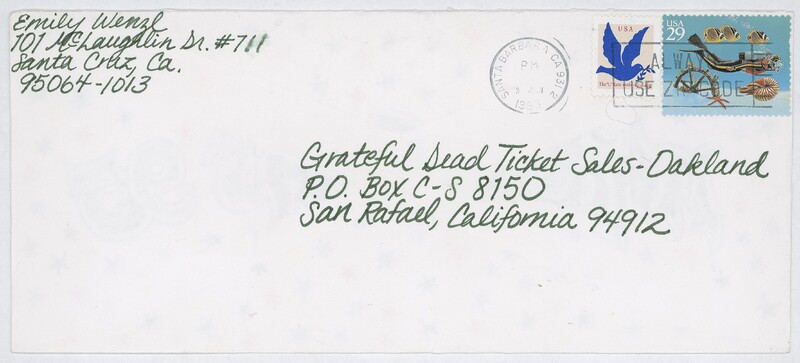 Emily Wenzl
101 McLaughlin Dr. #711
Santa Cruz, Ca.
95064-1013
USA
USA
29
SANTA BARBARA CA 931
PM
ALWAYS
USE ZIP CODE
Grateful Dead Ticket Sales-Oakland
P.O. Box C-S 8150
San Rafael, California 94912